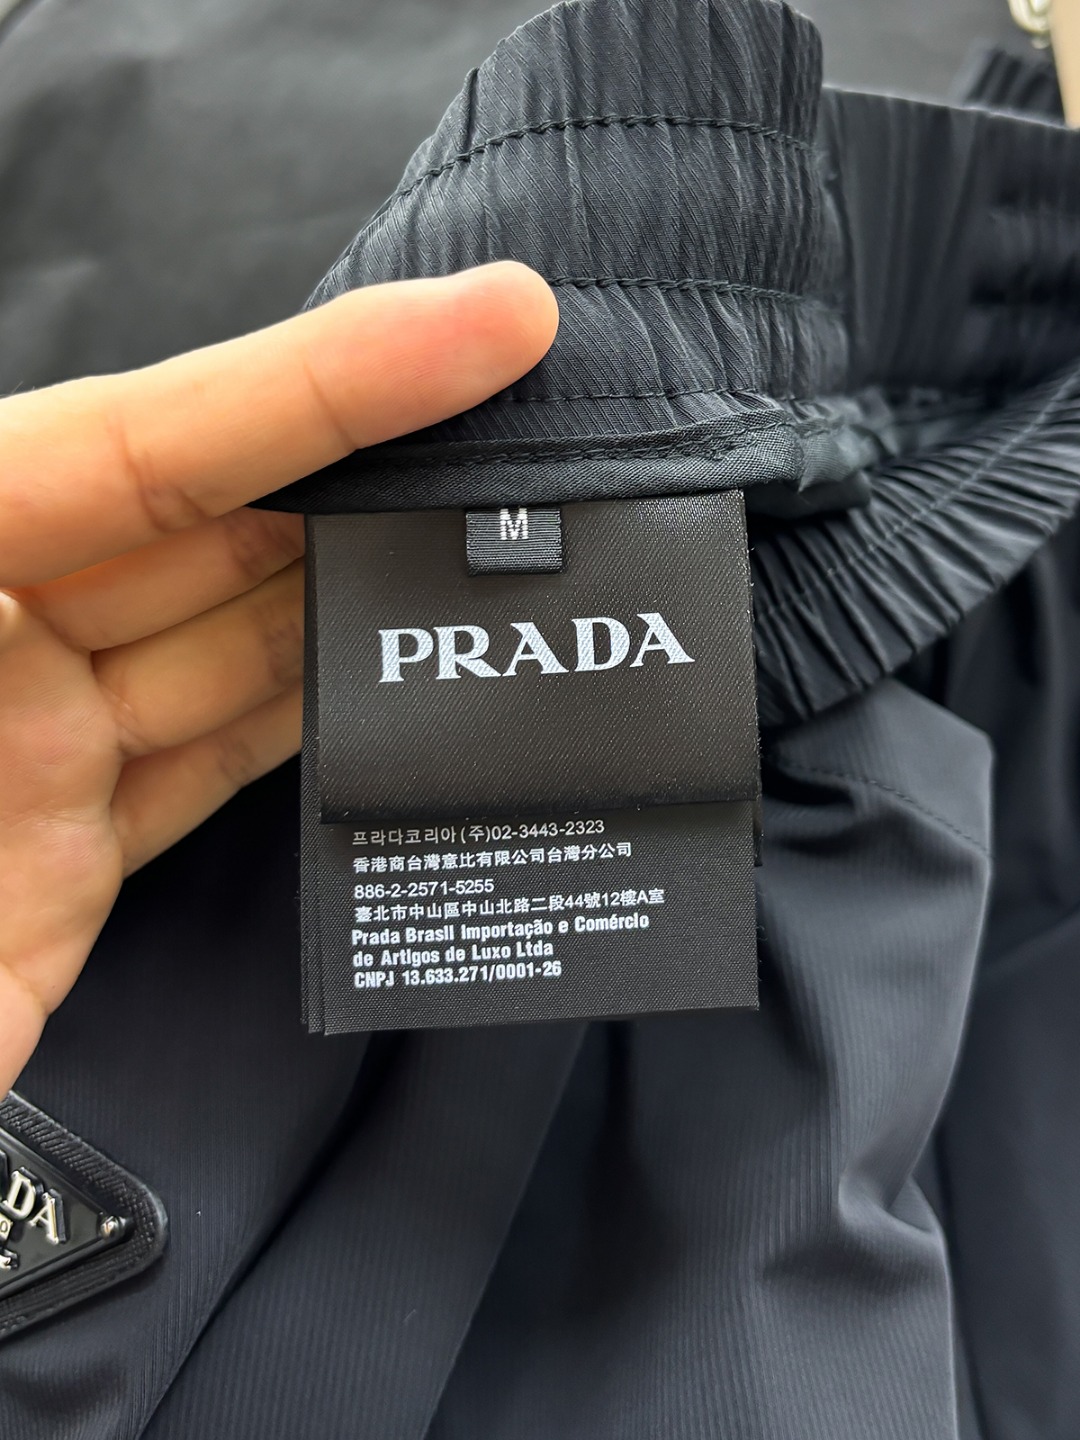 M
PRADA
프라다코리아 (주)02-3443-2323
香港商台灣意比有限公司台灣分公司
886-2-2571-5255
臺北市中山區中山北路二段44號12樓A室
Prada Brasil Importação e Comércio
de Artigos de Luxo Ltda
CNPJ 13.633.271/0001-26